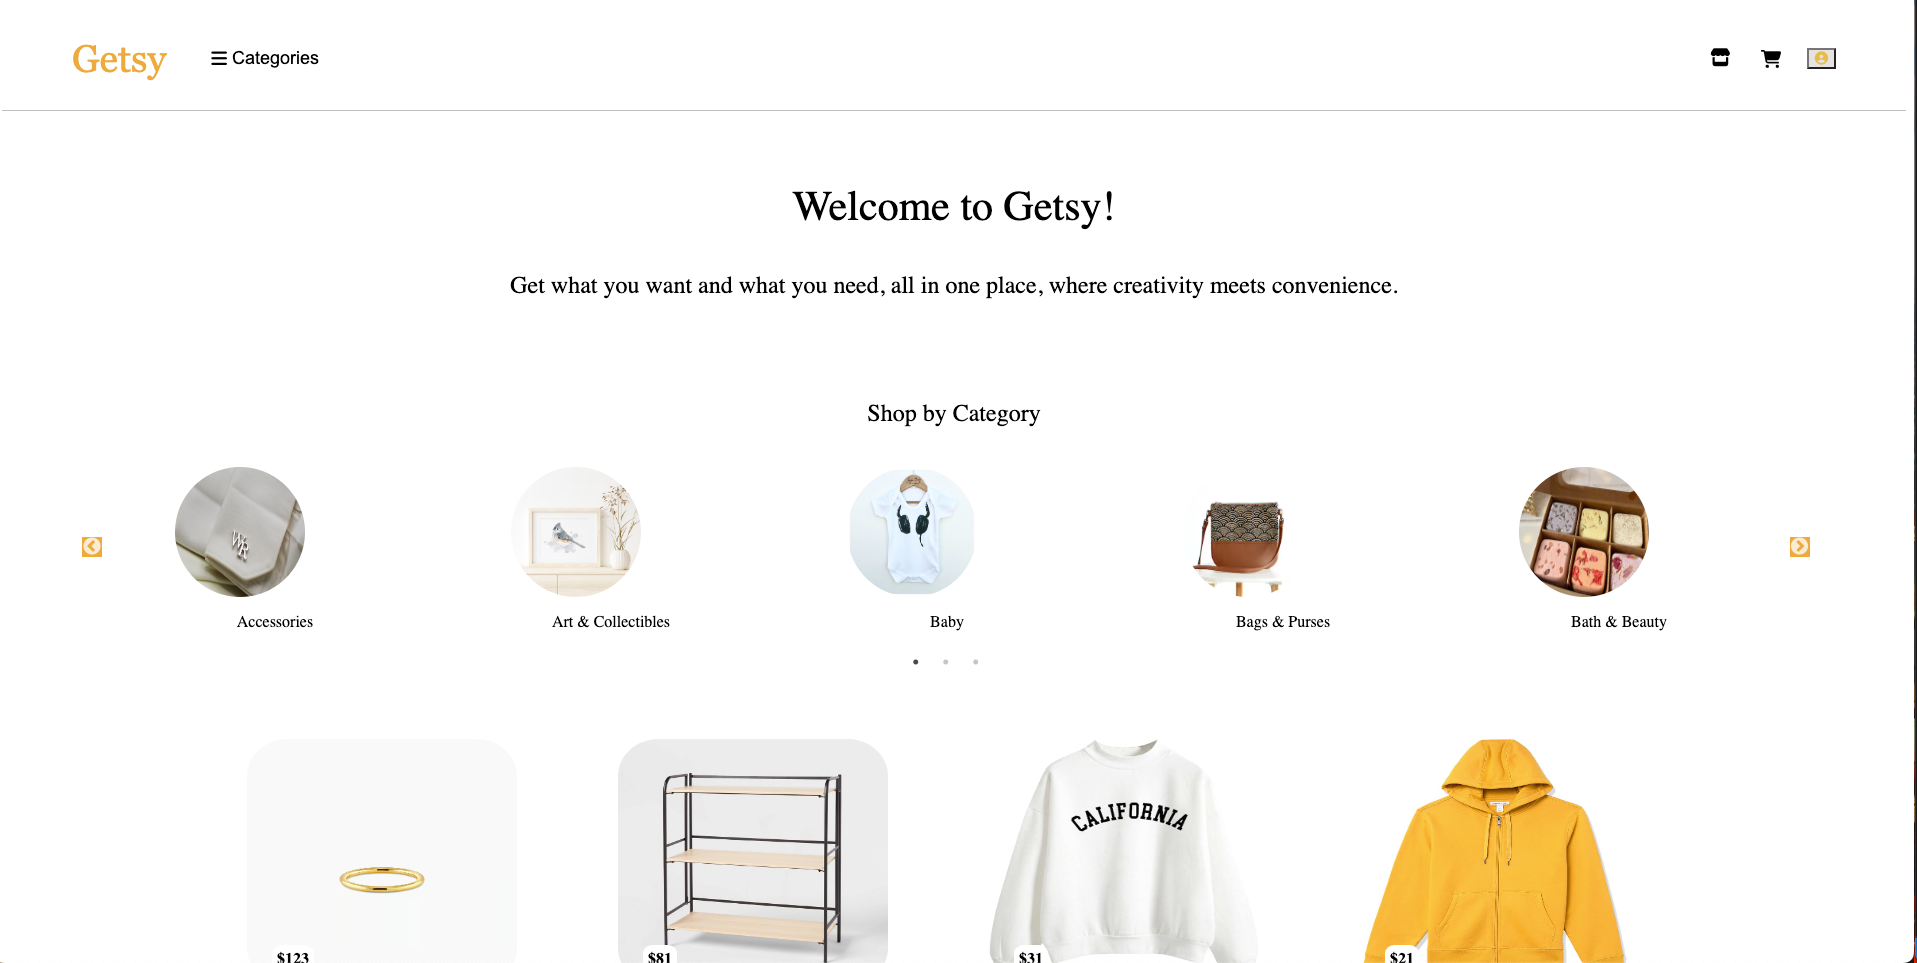 Getsy
Categories
Welcome to Getsy!
Get what you want and what you need, all in one place, where creativity meets convenience.
Shop by Category
WR
Accessories
Art & Collectibles
Baby
Bags & Purses
Bath & Beauty
CALIFORNIA
$123
$81
$31
$21